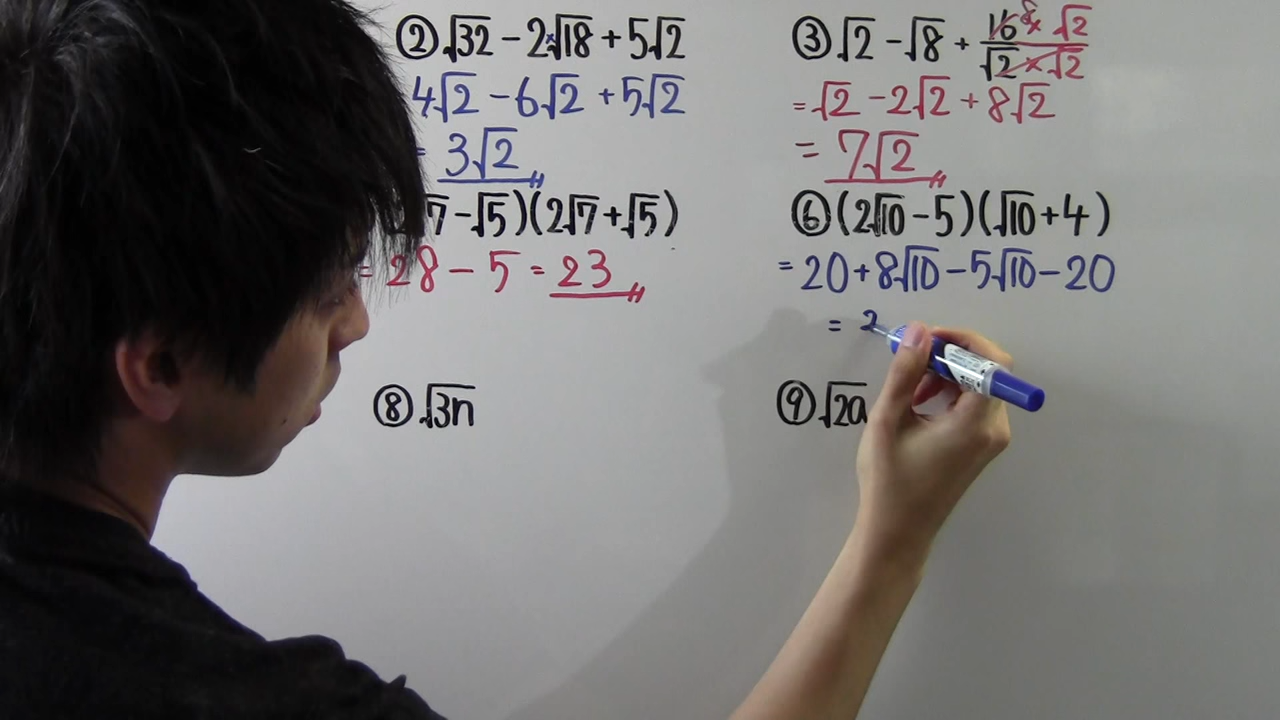 ② √32 − 2√18 + 5√2
4√2 − 6√2 + 5√2
= 3√2
7 − √5)(2√7 + √5)
= 28 − 5 = 23
⑧ √3n
③ √2 − √8 + 16 8 × √2 / √2 × √2
= √2 − 2√2 + 8√2
= 7√2
⑥ (2√10 − 5)(√10 + 4)
= 20 + 8√10 − 5√10 − 20
=
⑨ √20